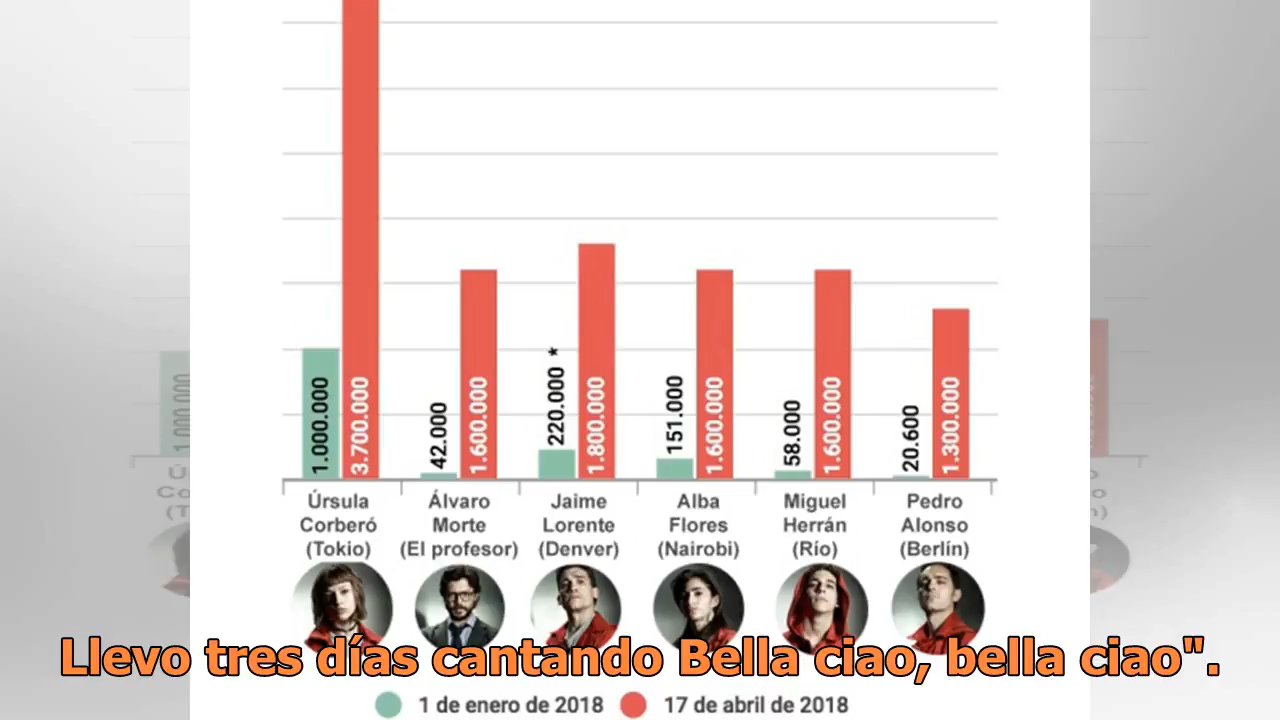 1.000.000
3.700.000
42.000
1.600.000
220.000 *
1.800.000
151.000
1.600.000
58.000
1.600.000
20.600
1.300.000
Úrsula
Corberó
(Tokio)
Álvaro
Morte
(El profesor)
Jaime
Lorente
(Denver)
Alba
Flores
(Nairobi)
Miguel
Herrán
(Río)
Pedro
Alonso
(Berlín)
Llevo tres días cantando Bella ciao, bella ciao".
1 de enero de 2018
17 de abril de 2018